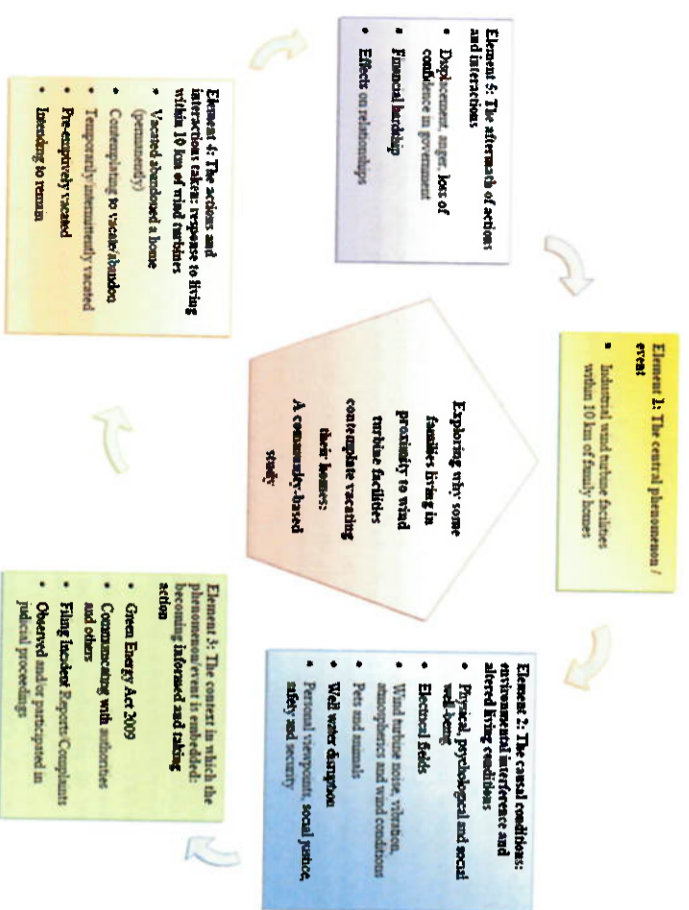 Element 1: The central phenomenon /
event
• Industrial wind turbine facilities
within 10 km of family homes
Element 2: The causal conditions:
environmental interference and
altered living conditions
• Physical, psychological and social
well-being
• Electrical fields
• Wind turbine noise, vibration,
atmospherics and wind conditions
• Pets and animals
• Well water disruption
• Personal viewpoints, social justice,
safety and security
Element 3: The context in which the
phenomenon/event is embedded:
becoming informed and taking
action
• Green Energy Act 2009
• Communicating with authorities
and others
• Filing Incident Reports/Complaints
• Observed and/or participated in
judicial proceedings
Element 4: The actions and
interactions taken: response to living
within 10 km of wind turbines
• Vacated/abandoned a home
(permanently)
• Contemplating to vacate/abandon
• Temporarily/intermittently vacated
• Pre-emptively vacated
• Intending to remain
Element 5: The aftermath of actions
and interactions
• Displacement, anger, loss of
confidence in government
• Financial hardship
• Effects on relationships
Exploring why some
families living in
proximity to wind
turbine facilities
contemplate vacating
their homes:
A community-based
study